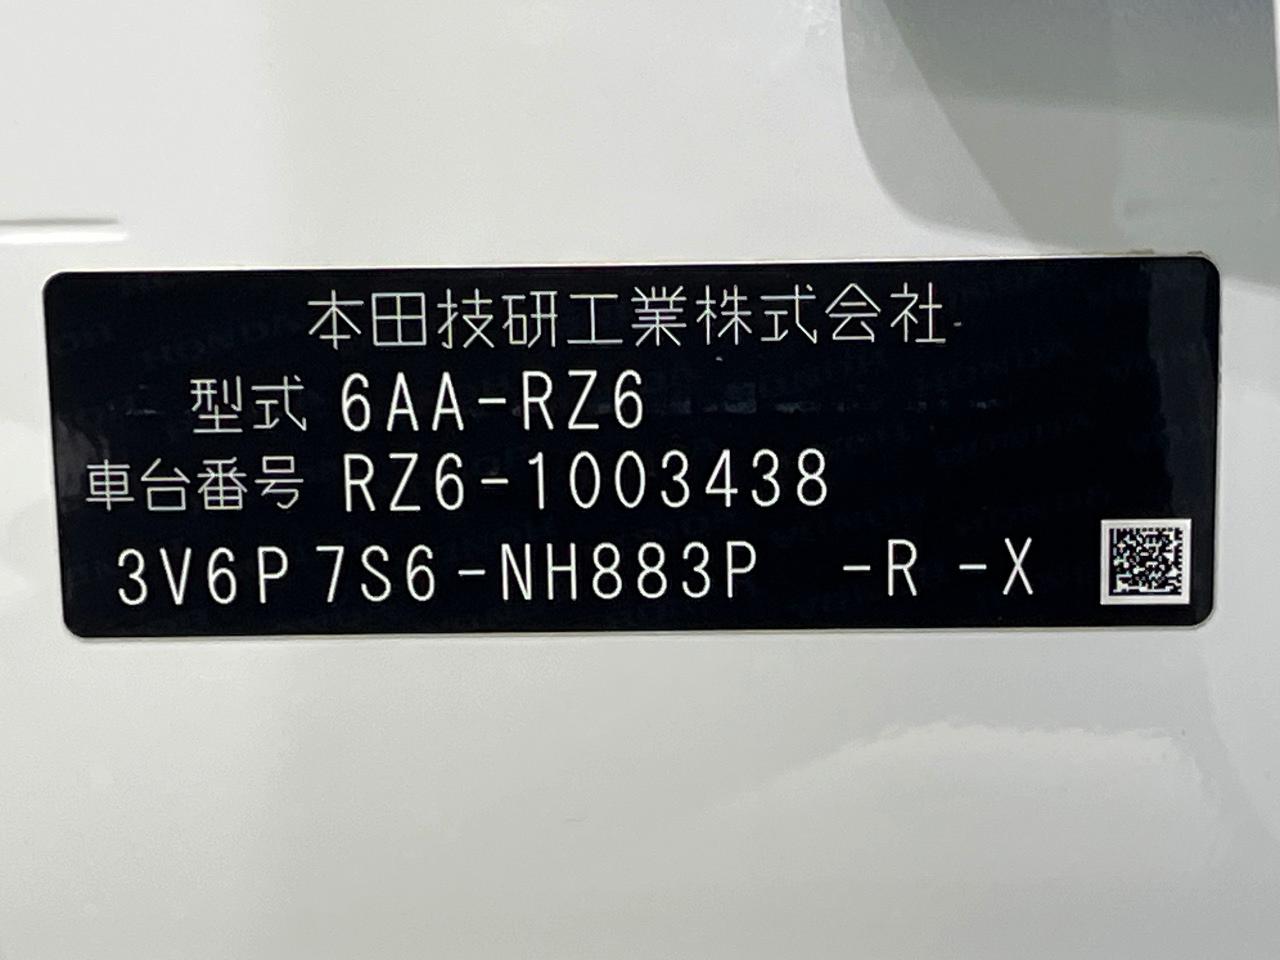 本田技研工業株式会社
型式 6AA-RZ6
車台番号 RZ6-1003438
3V6P 7S6-NH883P -R -X